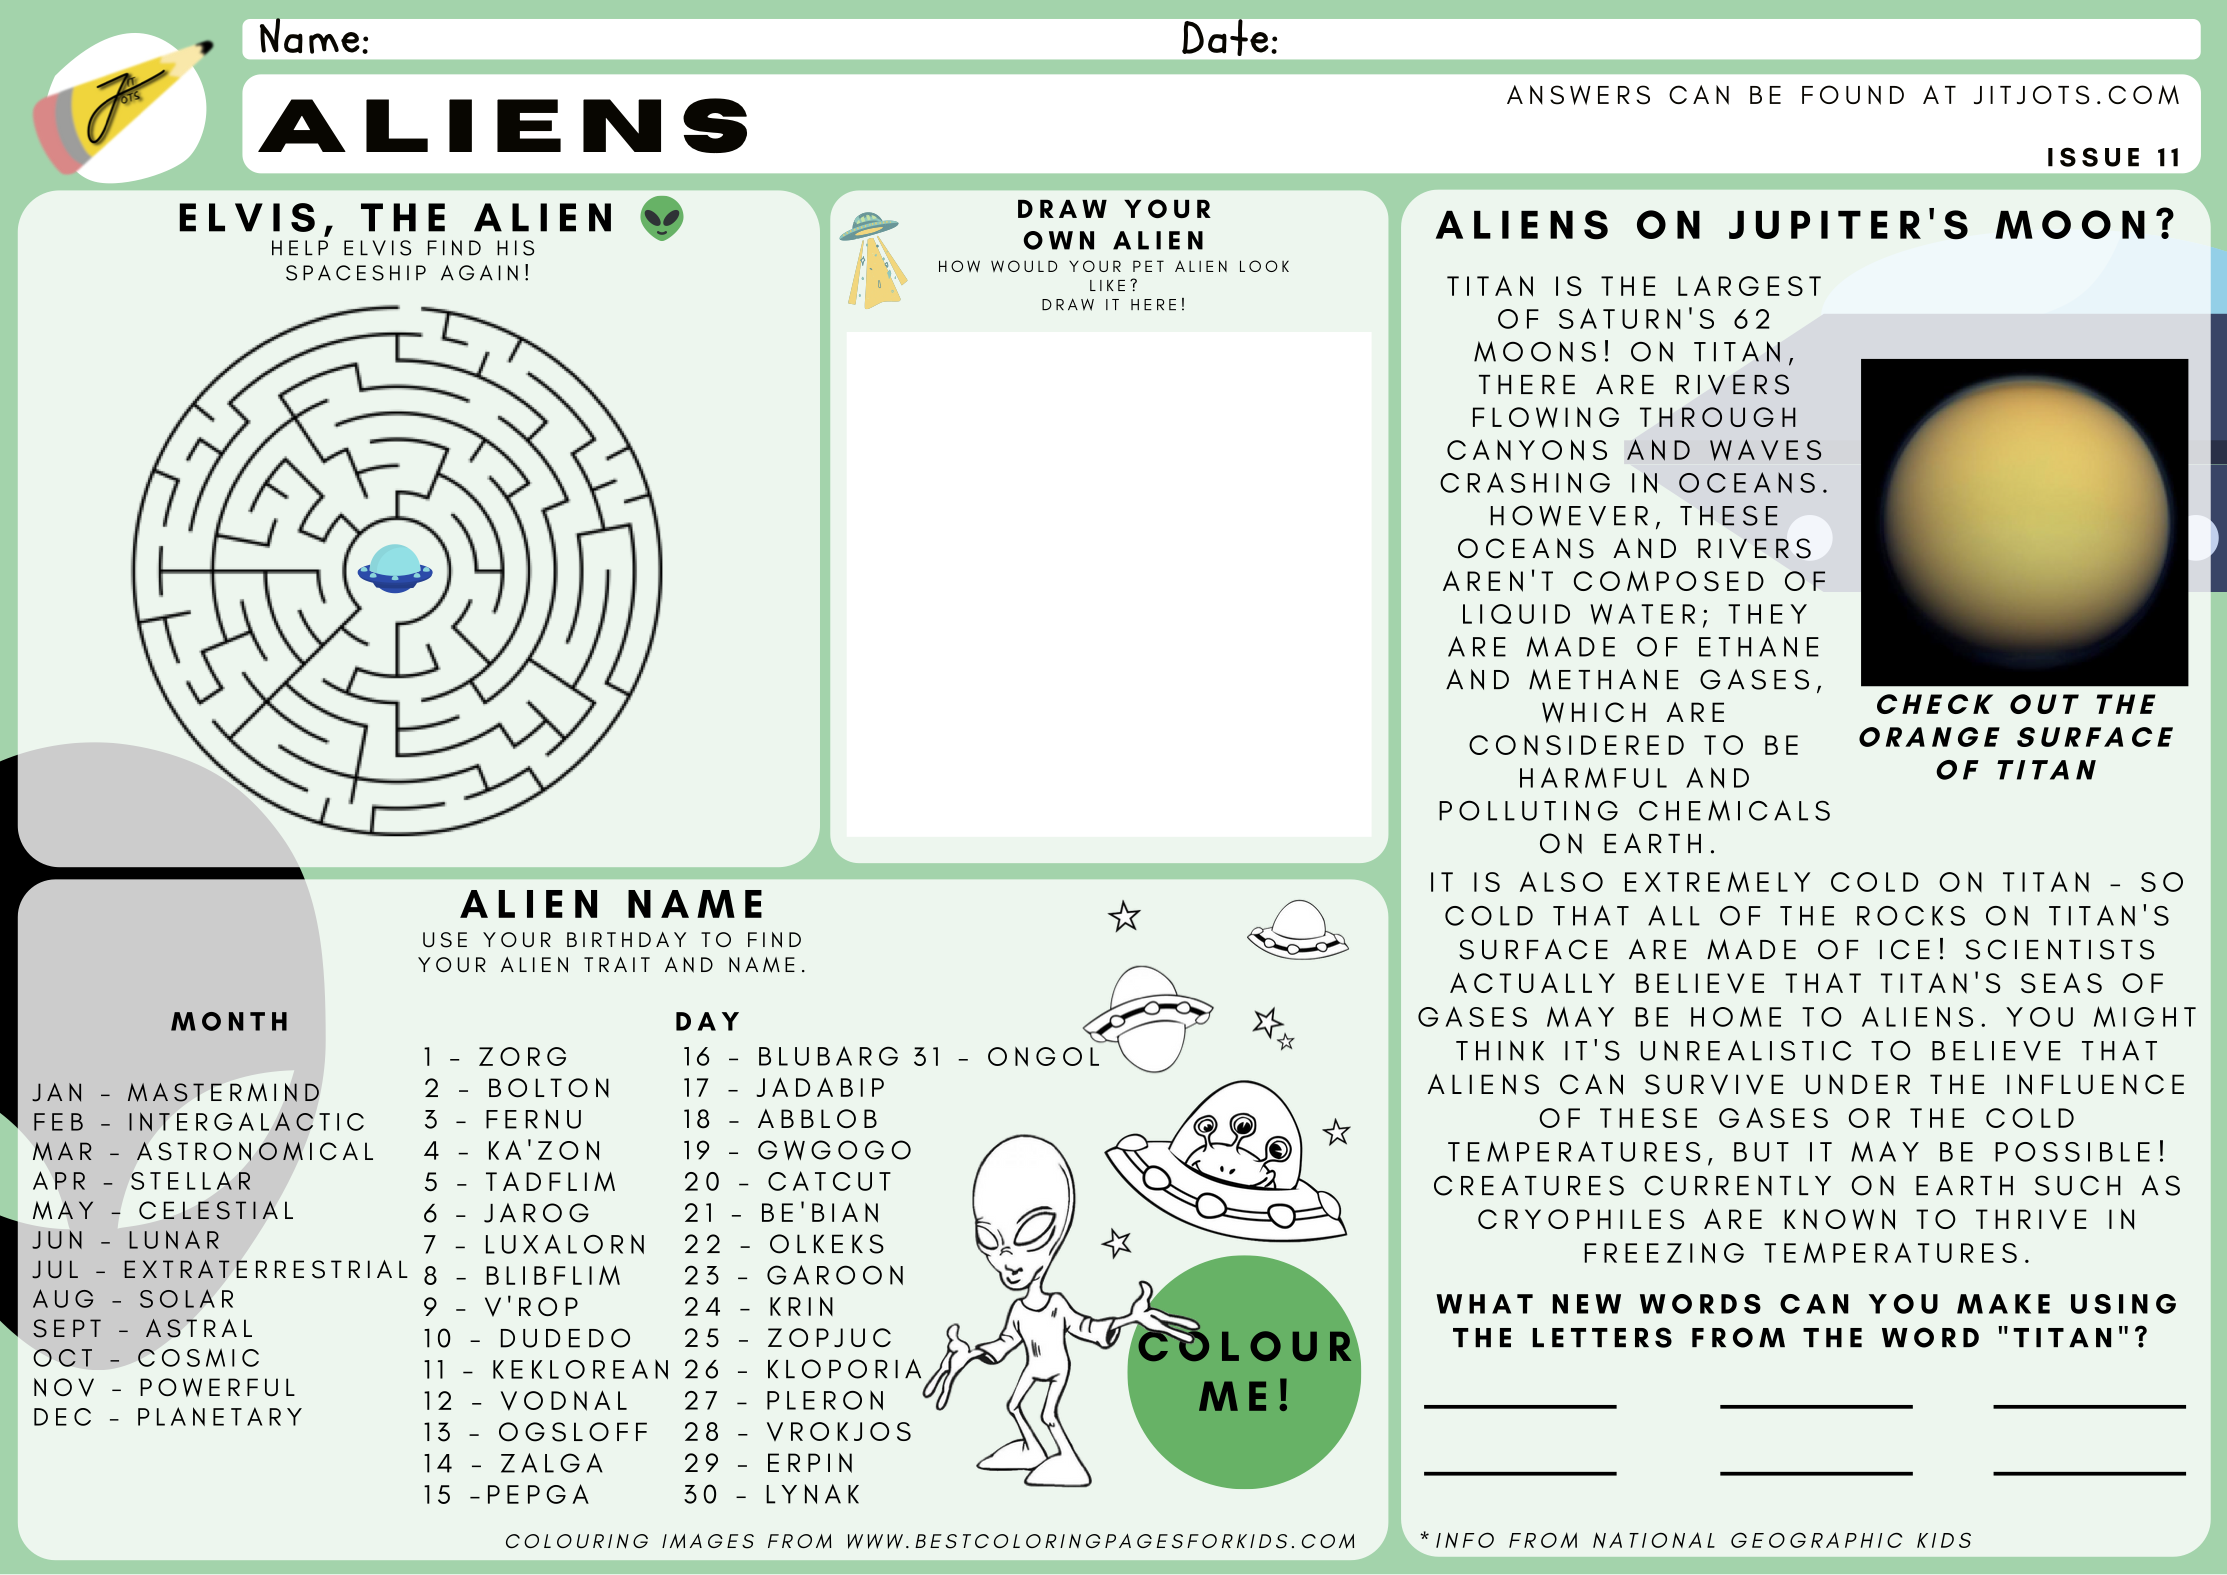 Name:
Date:
JIT
OTS
ALIENS
ANSWERS CAN BE FOUND AT JITJOTS.COM
ISSUE 11
ELVIS, THE ALIEN
HELP ELVIS FIND HIS
SPACESHIP AGAIN!
DRAW YOUR
OWN ALIEN
HOW WOULD YOUR PET ALIEN LOOK
LIKE?
DRAW IT HERE!
ALIENS ON JUPITER'S MOON?
TITAN IS THE LARGEST
OF SATURN'S 62
MOONS! ON TITAN,
THERE ARE RIVERS
FLOWING THROUGH
CANYONS AND WAVES
CRASHING IN OCEANS.
HOWEVER, THESE
OCEANS AND RIVERS
AREN'T COMPOSED OF
LIQUID WATER; THEY
ARE MADE OF ETHANE
AND METHANE GASES,
WHICH ARE
CONSIDERED TO BE
HARMFUL AND
POLLUTING CHEMICALS
ON EARTH.
CHECK OUT THE
ORANGE SURFACE
OF TITAN
IT IS ALSO EXTREMELY COLD ON TITAN - SO
COLD THAT ALL OF THE ROCKS ON TITAN'S
SURFACE ARE MADE OF ICE! SCIENTISTS
ACTUALLY BELIEVE THAT TITAN'S SEAS OF
GASES MAY BE HOME TO ALIENS. YOU MIGHT
THINK IT'S UNREALISTIC TO BELIEVE THAT
ALIENS CAN SURVIVE UNDER THE INFLUENCE
OF THESE GASES OR THE COLD
TEMPERATURES, BUT IT MAY BE POSSIBLE!
CREATURES CURRENTLY ON EARTH SUCH AS
CRYOPHILES ARE KNOWN TO THRIVE IN
FREEZING TEMPERATURES.
WHAT NEW WORDS CAN YOU MAKE USING
THE LETTERS FROM THE WORD "TITAN"?
*INFO FROM NATIONAL GEOGRAPHIC KIDS
ALIEN NAME
USE YOUR BIRTHDAY TO FIND
YOUR ALIEN TRAIT AND NAME.
MONTH
JAN - MASTERMIND
FEB - INTERGALACTIC
MAR - ASTRONOMICAL
APR - STELLAR
MAY - CELESTIAL
JUN - LUNAR
JUL - EXTRATERRESTRIAL
AUG - SOLAR
SEPT - ASTRAL
OCT - COSMIC
NOV - POWERFUL
DEC - PLANETARY
DAY
1 - ZORG
2 - BOLTON
3 - FERNU
4 - KA'ZON
5 - TADFLIM
6 - JAROG
7 - LUXALORN
8 - BLIBFLIM
9 - V'ROP
10 - DUDEDO
11 - KEKLOREAN
12 - VODNAL
13 - OGSLOFF
14 - ZALGA
15 -PEPGA
16 - BLUBARG
17 - JADABIP
18 - ABBLOB
19 - GWGOGO
20 - CATCUT
21 - BE'BIAN
22 - OLKEKS
23 - GAROON
24 - KRIN
25 - ZOPJUC
26 - KLOPORIA
27 - PLERON
28 - VROKJOS
29 - ERPIN
30 - LYNAK
31 - ONGOL
COLOUR
ME!
COLOURING IMAGES FROM WWW.BESTCOLORINGPAGESFORKIDS.COM